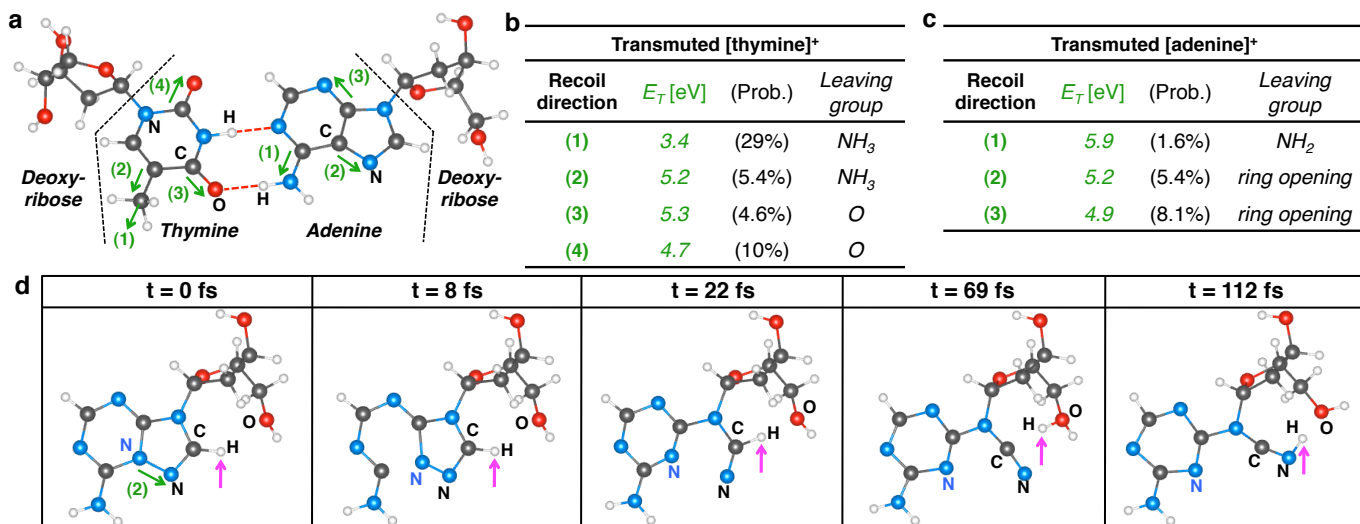 a
(4)
(3)
N
H
C
C
(1)
(2)
(2)
N
(3)
O
H
(1)
Deoxy-
ribose
Thymine
Adenine
Deoxy-
ribose
b
Transmuted [thymine]+
Recoil direction E_T [eV] (Prob.) Leaving group
(1) 3.4 (29%) NH3
(2) 5.2 (5.4%) NH3
(3) 5.3 (4.6%) O
(4) 4.7 (10%) O
c
Transmuted [adenine]+
Recoil direction E_T [eV] (Prob.) Leaving group
(1) 5.9 (1.6%) NH2
(2) 5.2 (5.4%) ring opening
(3) 4.9 (8.1%) ring opening
d
t = 0 fs t = 8 fs t = 22 fs t = 69 fs t = 112 fs
O
C
H
N
(2)
N
O
C
H
N
N
O
C
H
N
N
O
H
C
N
N
O
H
C
N
N